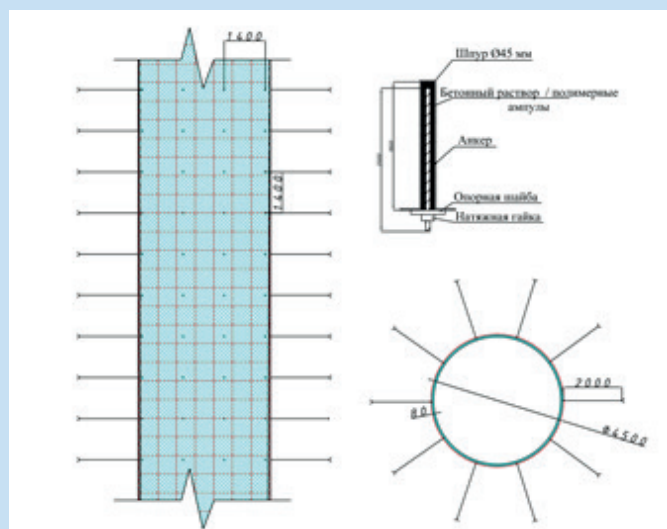 1400
1400
Шпур Ø45 мм
Бетонный раствор / полимерные
ампулы
Анкер
Опорная шайба
Натяжная гайка
2000
80
Ø4500